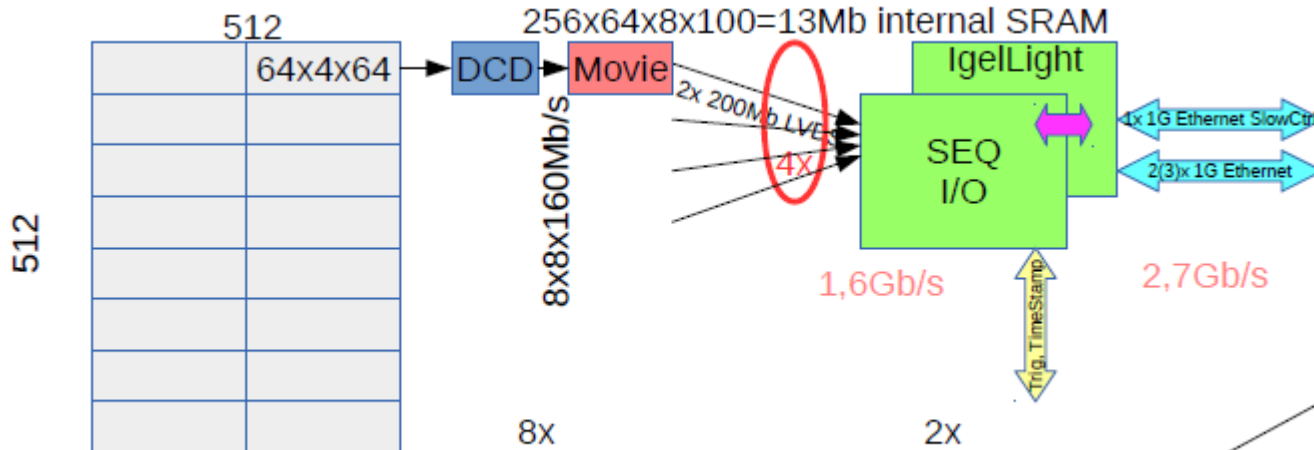 512
256x64x8x100=13Mb internal SRAM
64x4x64
DCD
Movie
IgelLight
2x 200Mb LVDS
4x
8x8x160Mb/s
SEQ
I/O
1x 1G Ethernet SlowCtrl
2(3)x 1G Ethernet
512
1,6Gb/s
2,7Gb/s
Trig, TimeStamp
8x
2x